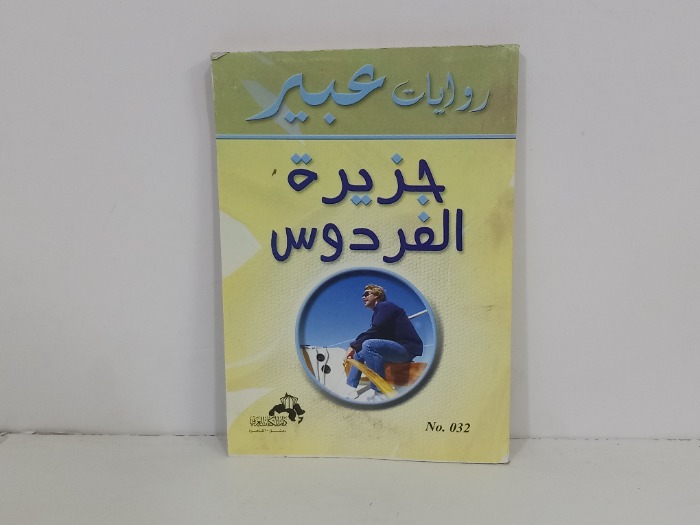 روايات عبير
جزيرة
الفردوس
No. 032